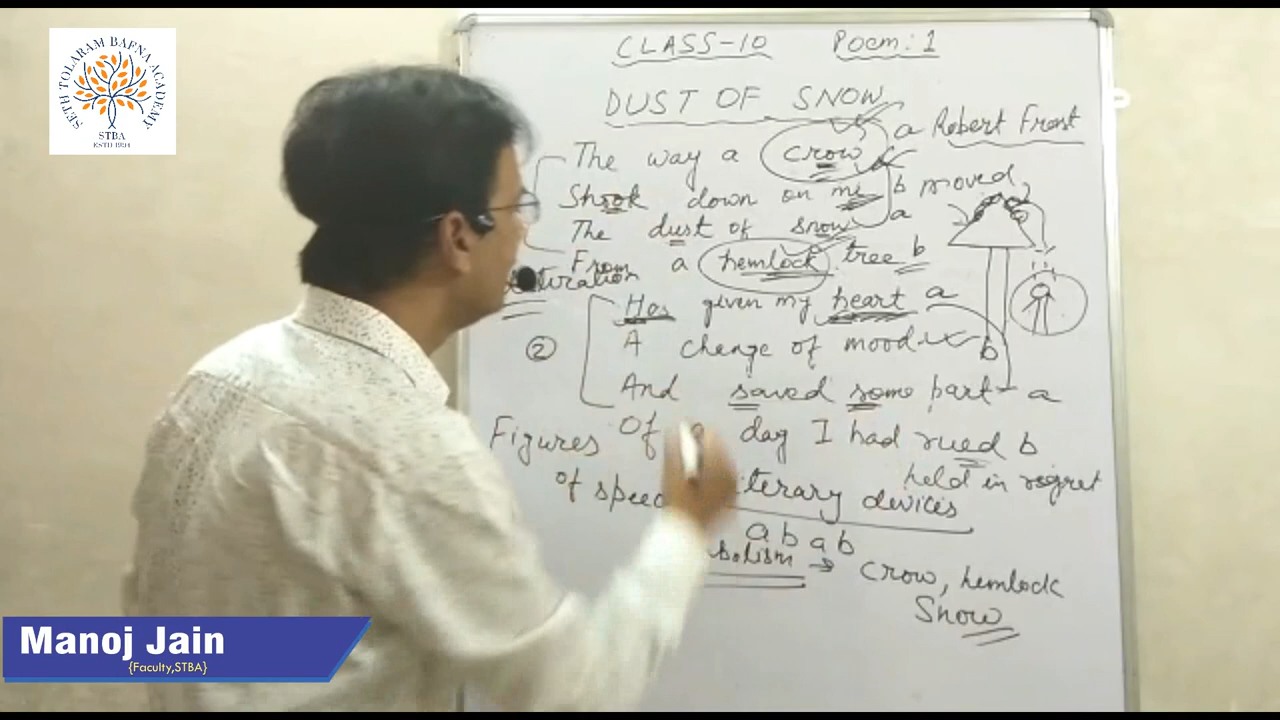 SETH TOLARAM BAFNA ACADEMY
STBA
ESTD 1994
CLASS-10 Poem: 1
DUST OF SNOW
Robert Frost
The way a crow a
Shook down on me b moved
The dust of snow a
From a hemlock tree b
Has given my heart a
② A change of mood b
And saved some part a
Of day I had rued b
held in regret
Figures
of speech
literary devices
a b a b
crow, hemlock
Snow
Manoj Jain
{Faculty,STBA}